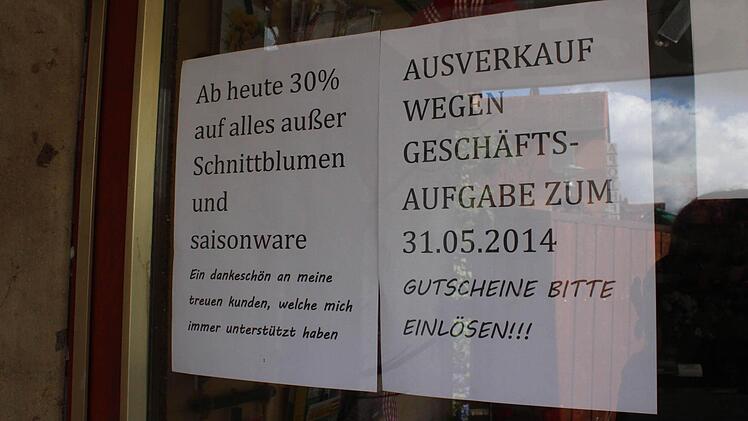 Ab heute 30%
auf alles außer
Schnittblumen
und
saisonware
Ein dankeschön an meine
treuen kunden, welche mich
immer unterstützt haben
AUSVERKAUF
WEGEN
GESCHÄFTS-
AUFGABE ZUM
31.05.2014
GUTSCHEINE BITTE
EINLÖSEN!!!